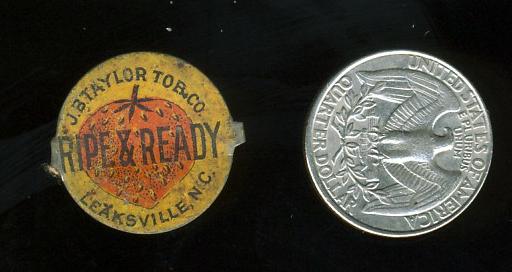 J.B. TAYLOR TOB. CO.
RIPE & READY
LEAKSVILLE, N.C.
UNITED STATES OF AMERICA
E PLURIBUS UNUM
QUARTER DOLLAR